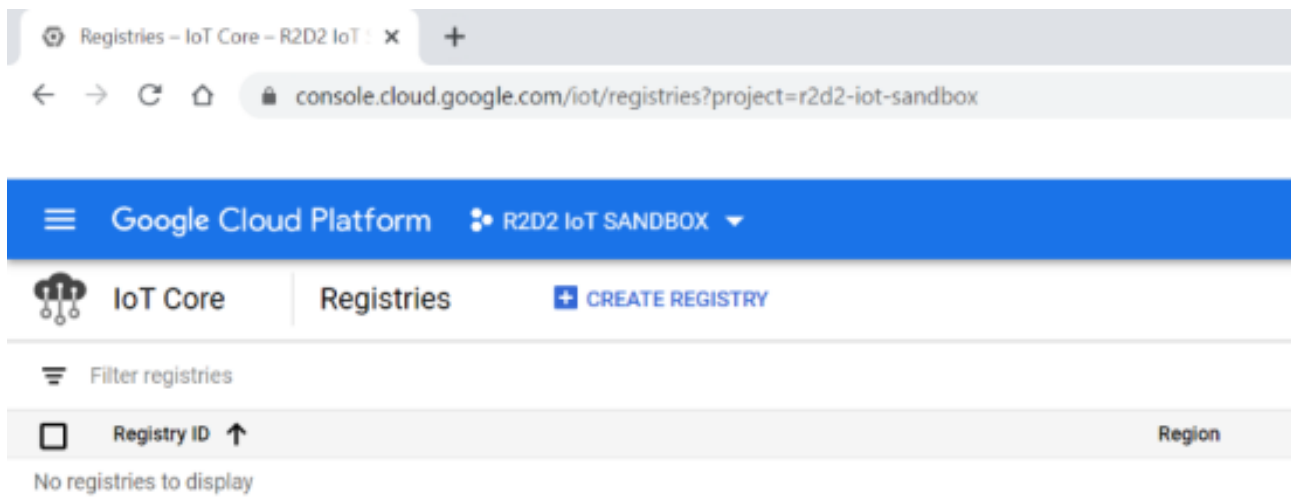 Registries – IoT Core – R2D2 IoT
console.cloud.google.com/iot/registries?project=r2d2-iot-sandbox
Google Cloud Platform R2D2 IoT SANDBOX
IoT Core Registries CREATE REGISTRY
Filter registries
Registry ID Region
No registries to display